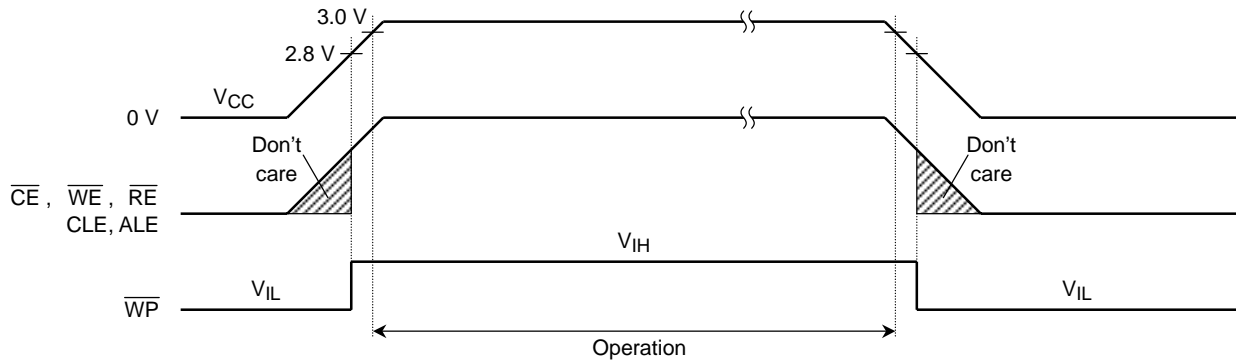 3.0 V
2.8 V
VCC
0 V
Don’t
care
Don’t
care
CE , WE , RE
CLE, ALE
VIH
VIL
VIL
WP
Operation